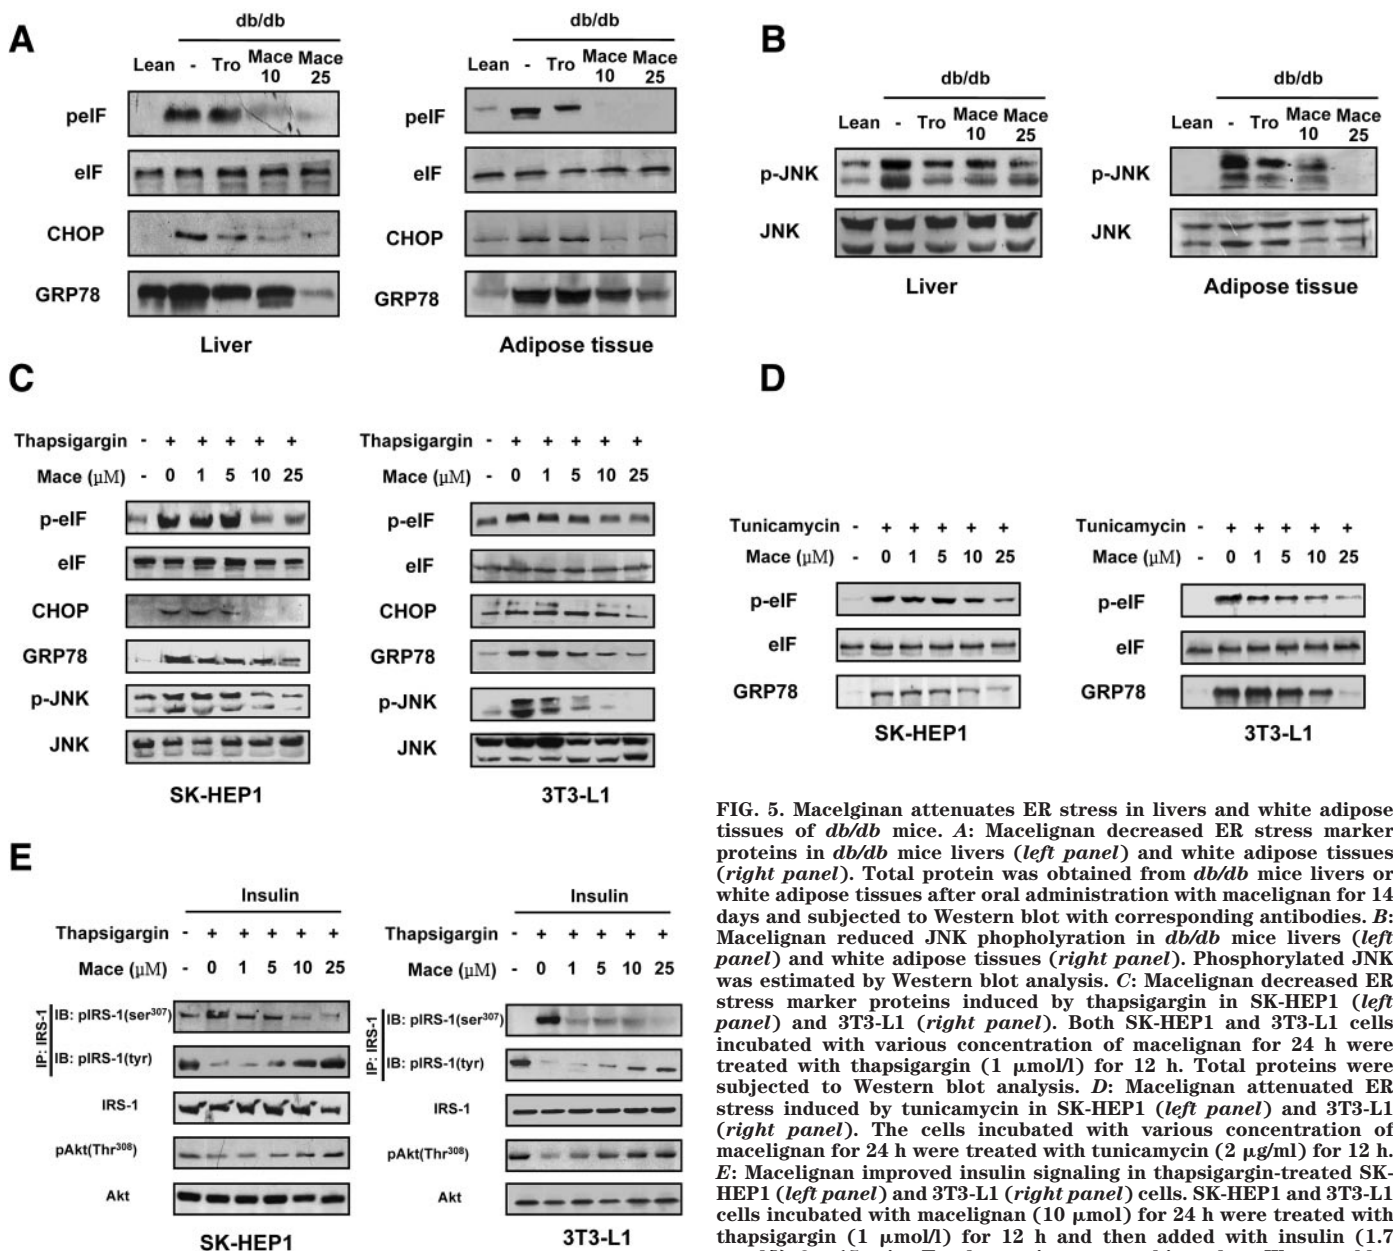 A
db/db
Lean - Tro Mace 10 Mace 25
peIF
eIF
CHOP
GRP78
Liver
db/db
Lean - Tro Mace 10 Mace 25
peIF
eIF
CHOP
GRP78
Adipose tissue
B
db/db
Lean - Tro Mace 10 Mace 25
p-JNK
JNK
Liver
db/db
Lean - Tro Mace 10 Mace 25
p-JNK
JNK
Adipose tissue
C
Thapsigargin - + + + + +
Mace (µM) - 0 1 5 10 25
p-eIF
eIF
CHOP
GRP78
p-JNK
JNK
SK-HEP1
Thapsigargin - + + + + +
Mace (µM) - 0 1 5 10 25
p-eIF
eIF
CHOP
GRP78
p-JNK
JNK
3T3-L1
D
Tunicamycin - + + + + +
Mace (µM) - 0 1 5 10 25
p-eIF
eIF
GRP78
SK-HEP1
Tunicamycin - + + + + +
Mace (µM) - 0 1 5 10 25
p-eIF
eIF
GRP78
3T3-L1
E
Insulin
Thapsigargin - + + + + +
Mace (µM) - 0 1 5 10 25
IP: IRS-1
IB: pIRS-1(ser³⁰⁷)
IB: pIRS-1(tyr)
IRS-1
pAkt(Thr³⁰⁸)
Akt
SK-HEP1
Insulin
Thapsigargin - + + + + +
Mace (µM) - 0 1 5 10 25
IP: IRS-1
IB: pIRS-1(ser³⁰⁷)
IB: pIRS-1(tyr)
IRS-1
pAkt(Thr³⁰⁸)
Akt
3T3-L1
FIG. 5. Macelginan attenuates ER stress in livers and white adipose
tissues of db/db mice. A: Macelignan decreased ER stress marker
proteins in db/db mice livers (left panel) and white adipose tissues
(right panel). Total protein was obtained from db/db mice livers or
white adipose tissues after oral administration with macelignan for 14
days and subjected to Western blot with corresponding antibodies. B:
Macelignan reduced JNK phopholyration in db/db mice livers (left
panel) and white adipose tissues (right panel). Phosphorylated JNK
was estimated by Western blot analysis. C: Macelignan decreased ER
stress marker proteins induced by thapsigargin in SK-HEP1 (left
panel) and 3T3-L1 (right panel). Both SK-HEP1 and 3T3-L1 cells
incubated with various concentration of macelignan for 24 h were
treated with thapsigargin (1 µmol/l) for 12 h. Total proteins were
subjected to Western blot analysis. D: Macelignan attenuated ER
stress induced by tunicamycin in SK-HEP1 (left panel) and 3T3-L1
(right panel). The cells incubated with various concentration of
macelignan for 24 h were treated with tunicamycin (2 µg/ml) for 12 h.
E: Macelignan improved insulin signaling in thapsigargin-treated SK-
HEP1 (left panel) and 3T3-L1 (right panel) cells. SK-HEP1 and 3T3-L1
cells incubated with macelignan (10 µmol) for 24 h were treated with
thapsigargin (1 µmol/l) for 12 h and then added with insulin (1.7